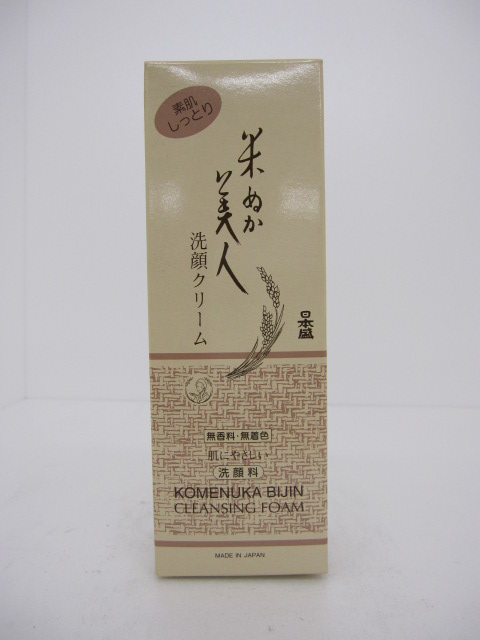 素肌
しっとり
米ぬか
美人
洗顔クリーム
日本盛
無香料・無着色
肌にやさしい
洗顔料
KOMENUKA BIJIN
CLEANSING FOAM
MADE IN JAPAN